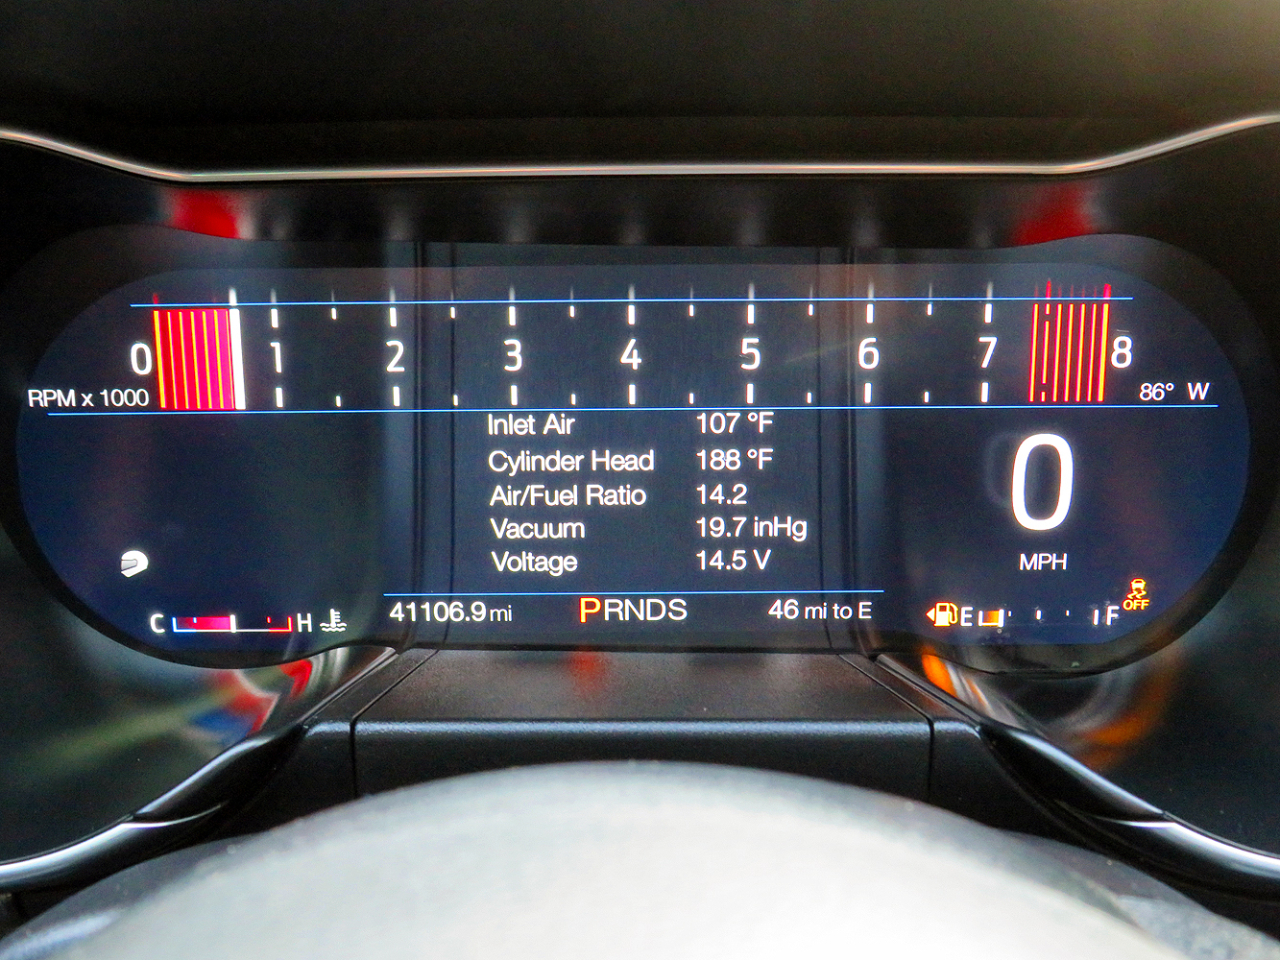 0 1 2 3 4 5 6 7 8
RPM x 1000
86° W
Inlet Air 107 °F
Cylinder Head 188 °F
Air/Fuel Ratio 14.2
Vacuum 19.7 inHg
Voltage 14.5 V
0
MPH
OFF
C H
41106.9 mi
PRNDS
46 mi to E
E F